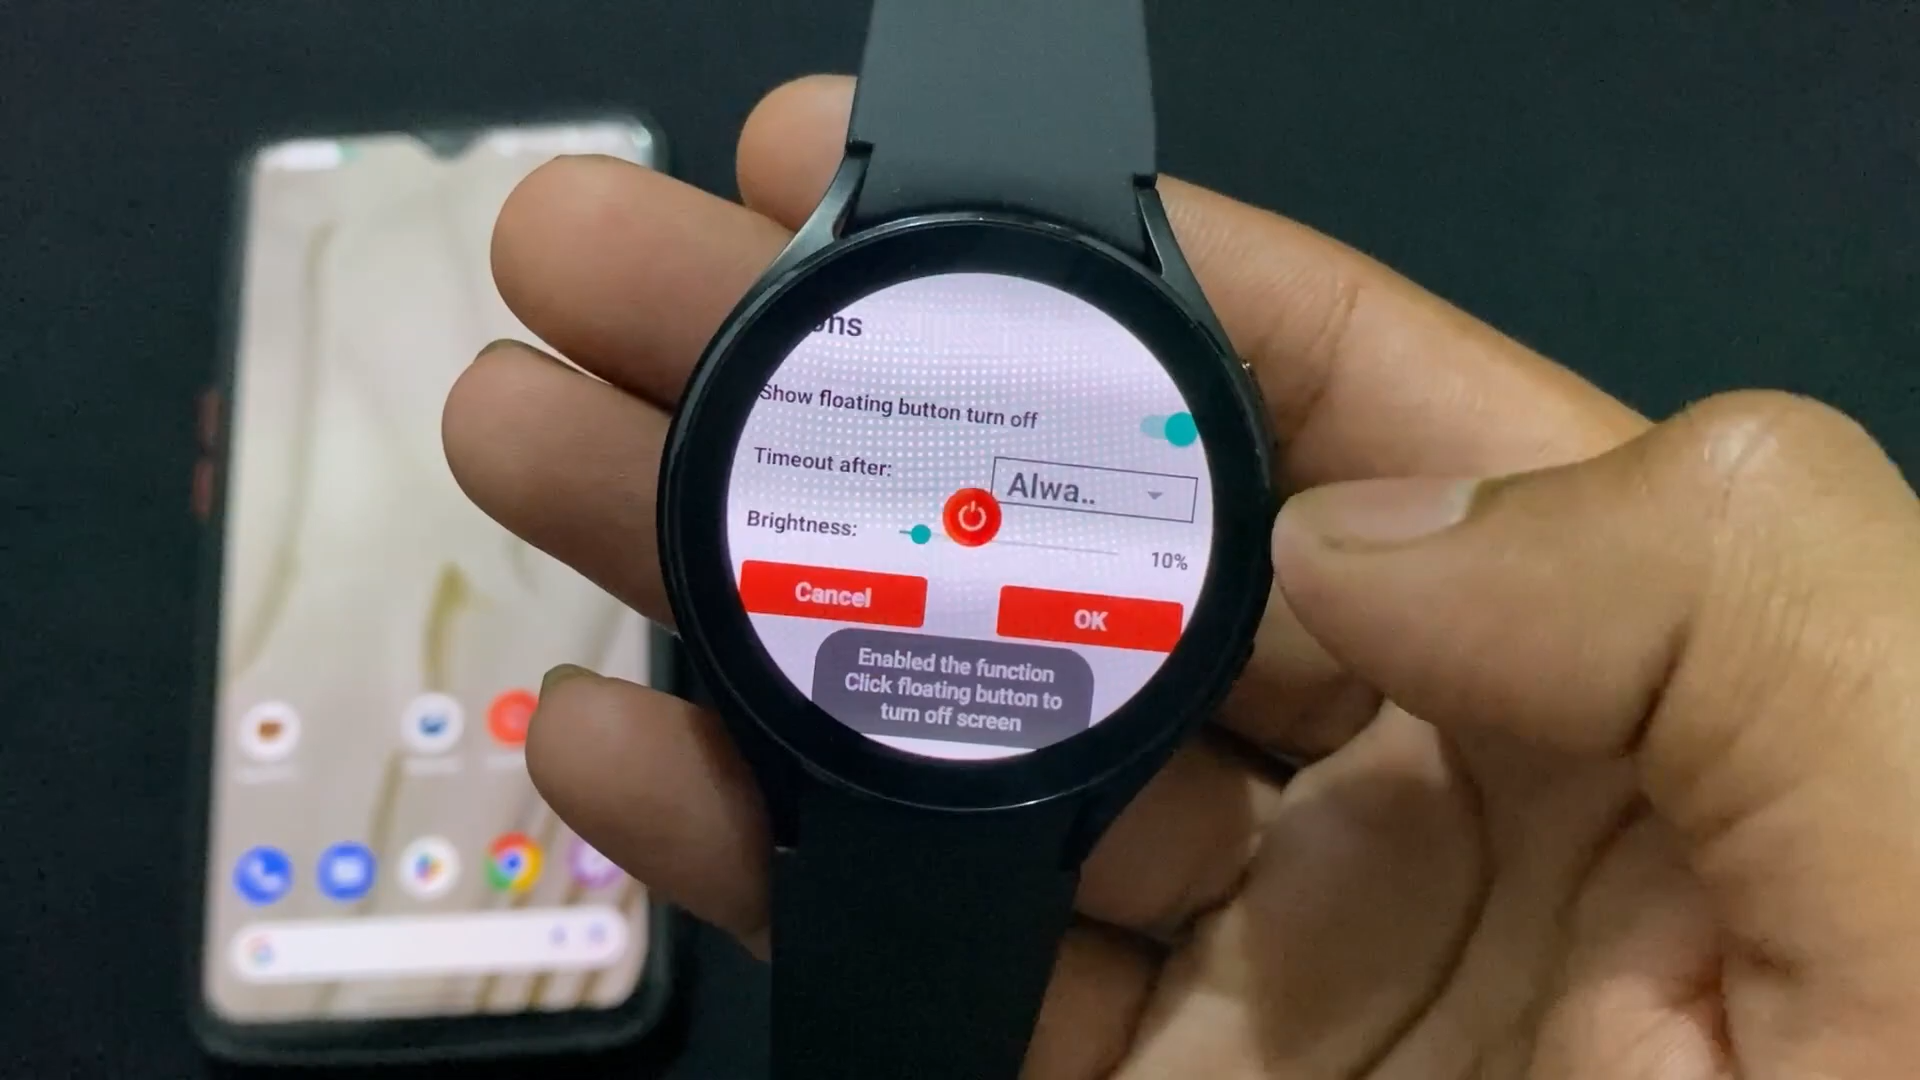 ons
Show floating button turn off
Timeout after:
Alwa..
Brightness:
10%
Cancel
OK
Enabled the function
Click floating button to
turn off screen